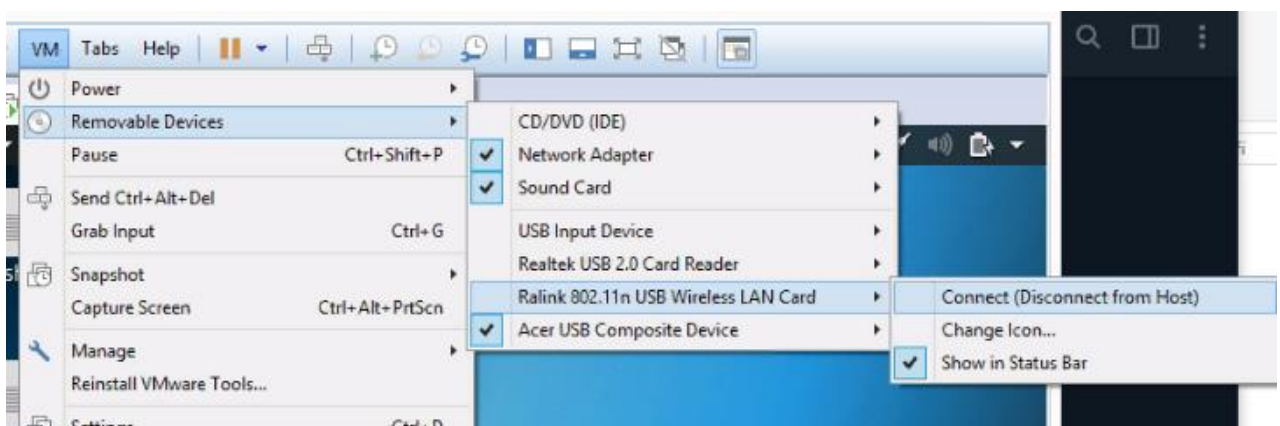 VM Tabs Help
Power
Removable Devices
Pause Ctrl+Shift+P
Send Ctrl+Alt+Del
Grab Input Ctrl+G
Snapshot
Capture Screen Ctrl+Alt+PrtScn
Manage
Reinstall VMware Tools...
Settings Ctrl+D
CD/DVD (IDE)
Network Adapter
Sound Card
USB Input Device
Realtek USB 2.0 Card Reader
Ralink 802.11n USB Wireless LAN Card
Acer USB Composite Device
Connect (Disconnect from Host)
Change Icon...
Show in Status Bar